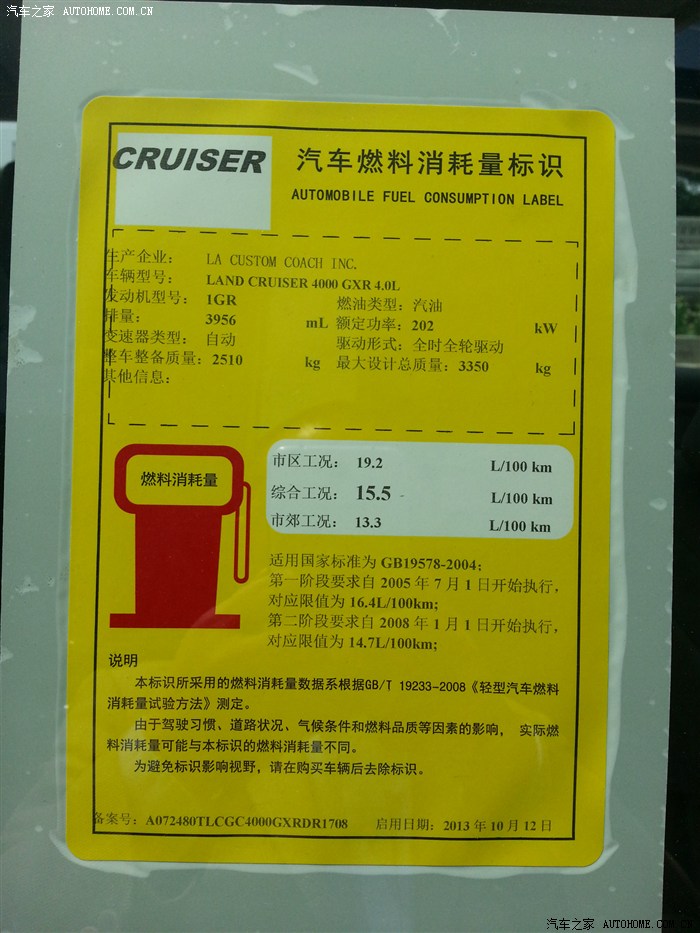 汽车之家 AUTOHOME.COM.CN
CRUISER
汽车燃料消耗量标识
AUTOMOBILE FUEL CONSUMPTION LABEL
生产企业： LA CUSTOM COACH INC.
车辆型号： LAND CRUISER 4000 GXR 4.0L
发动机型号： 1GR 燃油类型：汽油
排量： 3956 mL 额定功率：202 kW
变速器类型： 自动 驱动形式：全时全轮驱动
整车整备质量：2510 kg 最大设计总质量：3350 kg
其他信息：
燃料消耗量
市区工况： 19.2 L/100 km
综合工况： 15.5 L/100 km
市郊工况： 13.3 L/100 km
适用国家标准为 GB19578-2004；
第一阶段要求自 2005 年 7 月 1 日开始执行，
对应限值为 16.4L/100km;
第二阶段要求自 2008 年 1 月 1 日开始执行，
对应限值为 14.7L/100km;
说明
本标识所采用的燃料消耗量数据系根据GB/T 19233-2008《轻型汽车燃料
消耗量试验方法》测定。
由于驾驶习惯、道路状况、气候条件和燃料品质等因素的影响， 实际燃
料消耗量可能与本标识的燃料消耗量不同。
为避免标识影响视野，请在购买车辆后去除标识。
备案号：A072480TLCGC4000GXRDR1708 启用日期：2013 年 10 月 12 日
汽车之家 AUTOHOME.COM.CN